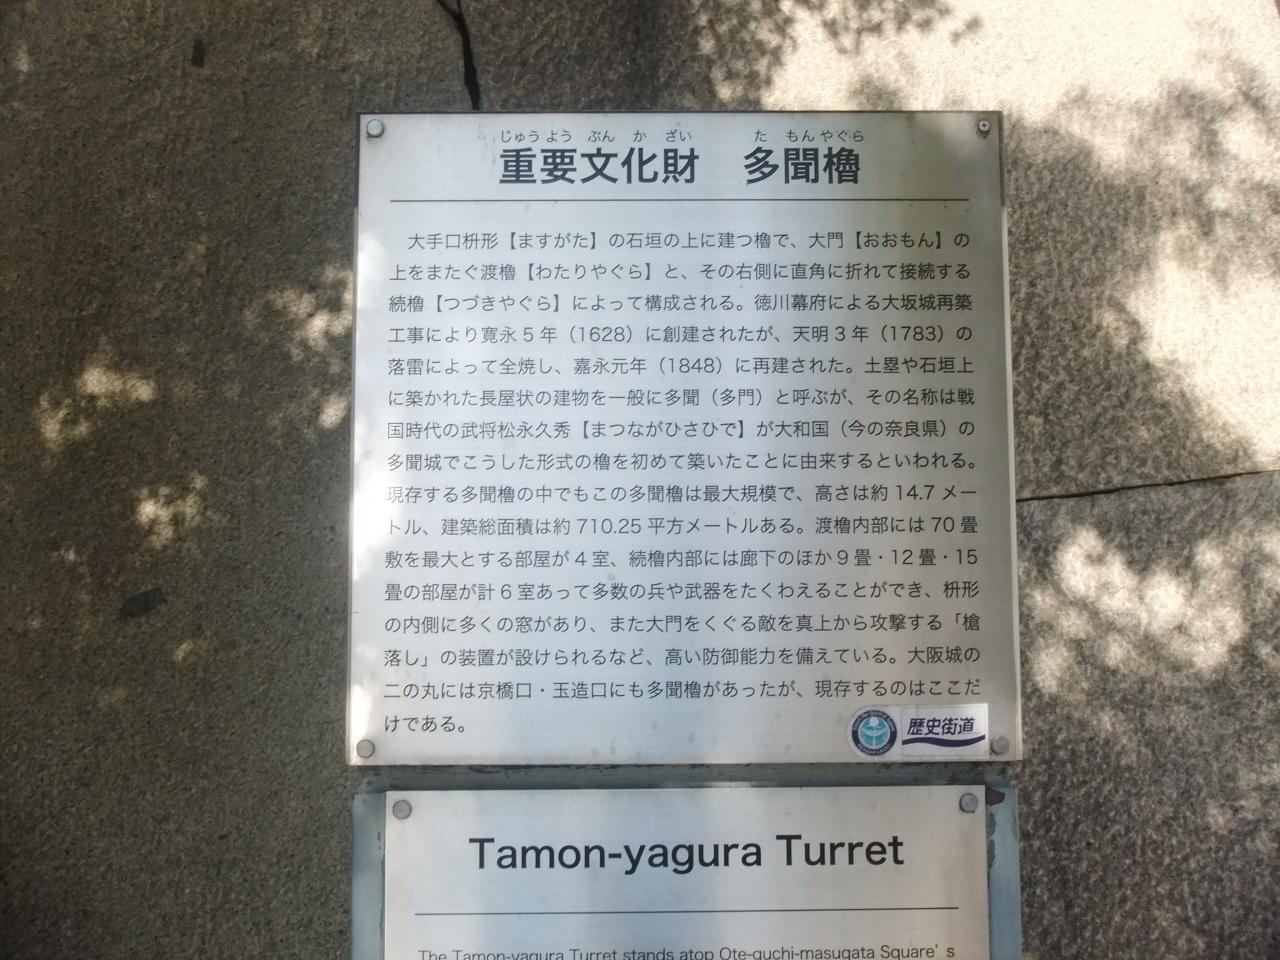 じゅう よう ぶん か ざい た もん やぐら
重要文化財 多聞櫓
大手口枡形【ますがた】の石垣の上に建つ櫓で、大門【おおもん】の
上をまたぐ渡櫓【わたりやぐら】と、その右側に直角に折れて接続する
続櫓【つづきやぐら】によって構成される。徳川幕府による大坂城再築
工事により寛永5年（1628）に創建されたが、天明3年（1783）の
落雷によって全焼し、嘉永元年（1848）に再建された。土塁や石垣上
に築かれた長屋状の建物を一般に多聞（多門）と呼ぶが、その名称は戦
国時代の武将松永久秀【まつながひさひで】が大和国（今の奈良県）の
多聞城でこうした形式の櫓を初めて築いたことに由来するといわれる。
現存する多聞櫓の中でもこの多聞櫓は最大規模で、高さは約14.7メー
トル、建築総面積は約710.25平方メートルある。渡櫓内部には70畳
敷を最大とする部屋が4室、続櫓内部には廊下のほか9畳・12畳・15
畳の部屋が計6室あって多数の兵や武器をたくわえることができ、枡形
の内側に多くの窓があり、また大門をくぐる敵を真上から攻撃する「槍
落し」の装置が設けられるなど、高い防御能力を備えている。大阪城の
二の丸には京橋口・玉造口にも多聞櫓があったが、現存するのはここだ
けである。
歴史街道
Tamon-yagura Turret
The Tamon-yagura Turret stands atop Ote-guchi-masugata Square's